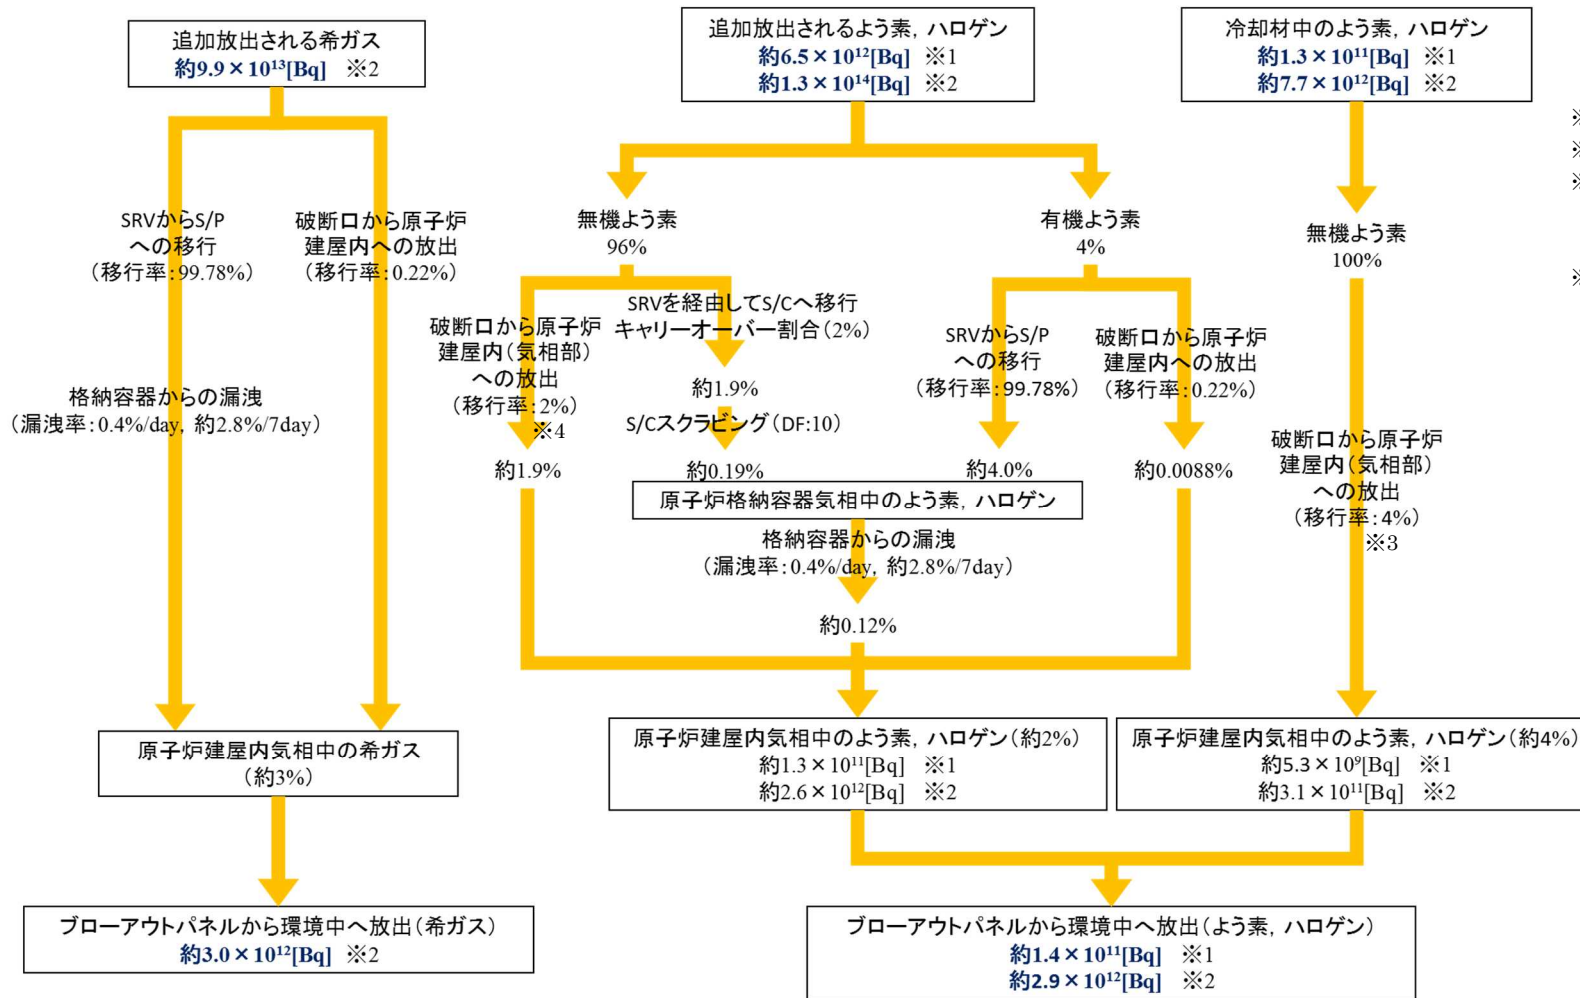 追加放出される希ガス
約9.9×10¹³[Bq] ※2
追加放出されるよう素，ハロゲン
約6.5×10¹²[Bq] ※1
約1.3×10¹⁴[Bq] ※2
冷却材中のよう素，ハロゲン
約1.3×10¹¹[Bq] ※1
約7.7×10¹²[Bq] ※2
※
※
※
※
SRVからS/P
への移行
（移行率：99.78%）
破断口から原子炉
建屋内への放出
（移行率：0.22%）
格納容器からの漏洩
（漏洩率：0.4%/day，約2.8%/7day）
無機よう素
96%
有機よう素
4%
無機よう素
100%
破断口から原子炉
建屋内（気相部）
への放出
（移行率：2%）
※4
約1.9%
SRVを経由してS/Cへ移行
キャリーオーバー割合（2%）
約1.9%
S/Cスクラビング（DF:10）
約0.19%
SRVからS/P
への移行
（移行率：99.78%）
約4.0%
破断口から原子炉
建屋内への放出
（移行率：0.22%）
約0.0088%
破断口から原子炉
建屋内（気相部）
への放出
（移行率：4%）
※3
原子炉格納容器気相中のよう素，ハロゲン
格納容器からの漏洩
（漏洩率：0.4%/day，約2.8%/7day）
約0.12%
原子炉建屋内気相中の希ガス
（約3%）
原子炉建屋内気相中のよう素，ハロゲン（約2%）
約1.3×10¹¹[Bq] ※1
約2.6×10¹²[Bq] ※2
原子炉建屋内気相中のよう素，ハロゲン（約4%）
約5.3×10⁹[Bq] ※1
約3.1×10¹¹[Bq] ※2
ブローアウトパネルから環境中へ放出（希ガス）
約3.0×10¹²[Bq] ※2
ブローアウトパネルから環境中へ放出（よう素，ハロゲン）
約1.4×10¹¹[Bq] ※1
約2.9×10¹²[Bq] ※2